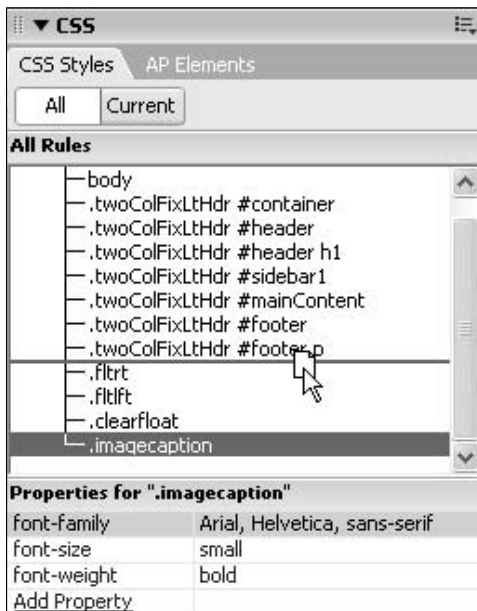 CSS
CSS Styles AP Elements
All Current
All Rules
body
.twoColFixLtHdr #container
.twoColFixLtHdr #header
.twoColFixLtHdr #header h1
.twoColFixLtHdr #sidebar1
.twoColFixLtHdr #mainContent
.twoColFixLtHdr #footer
.twoColFixLtHdr #footer p
.fltrt
.fltlft
.clearfloat
.imagecaption
Properties for ".imagecaption"
font-family Arial, Helvetica, sans-serif
font-size small
font-weight bold
Add Property